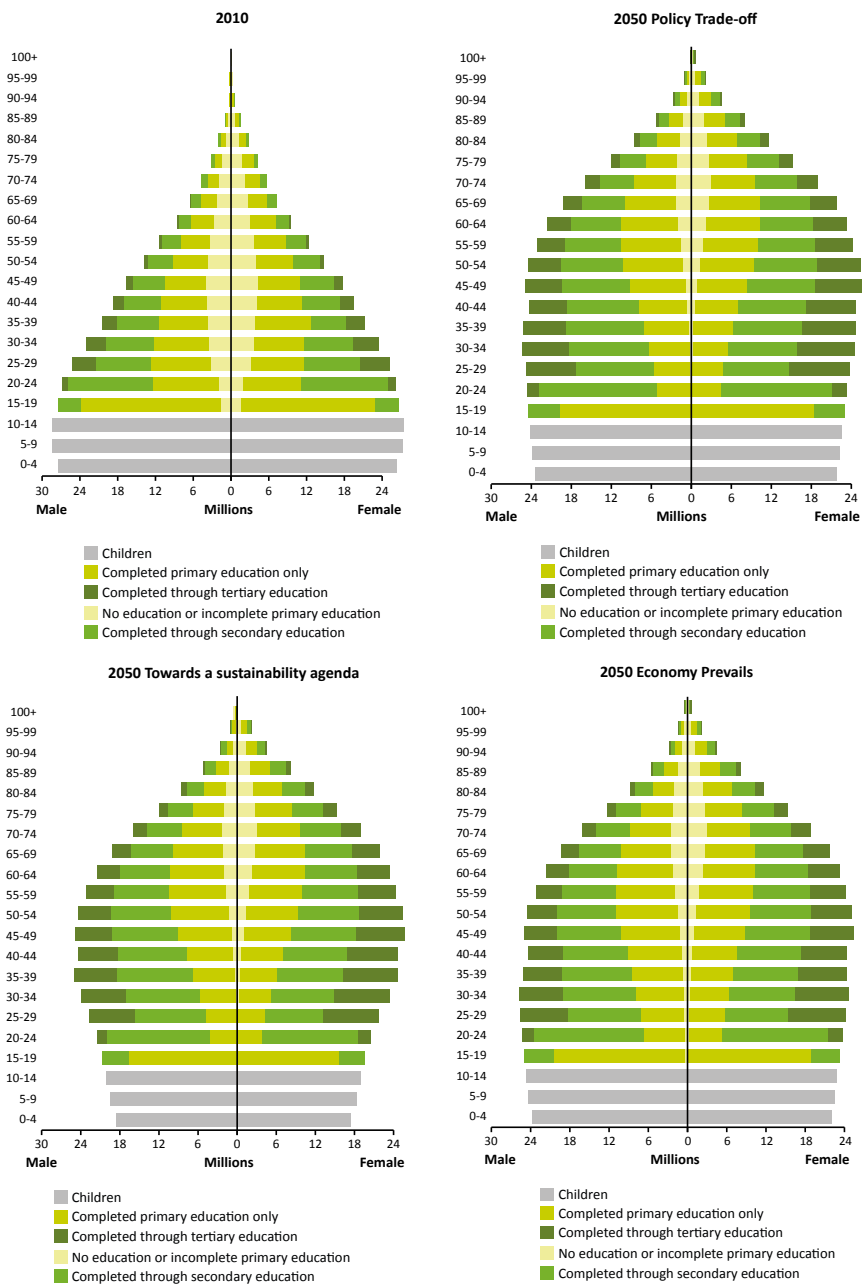 2010
100+
95-99
90-94
85-89
80-84
75-79
70-74
65-69
60-64
55-59
50-54
45-49
40-44
35-39
30-34
25-29
20-24
15-19
10-14
5-9
0-4
30 24 18 12 6 0 6 12 18 24
Male Millions Female
Children
Completed primary education only
Completed through tertiary education
No education or incomplete primary education
Completed through secondary education
2050 Policy Trade-off
100+
95-99
90-94
85-89
80-84
75-79
70-74
65-69
60-64
55-59
50-54
45-49
40-44
35-39
30-34
25-29
20-24
15-19
10-14
5-9
0-4
30 24 18 12 6 0 6 12 18 24
Male Millions Female
Children
Completed primary education only
Completed through tertiary education
No education or incomplete primary education
Completed through secondary education
2050 Towards a sustainability agenda
100+
95-99
90-94
85-89
80-84
75-79
70-74
65-69
60-64
55-59
50-54
45-49
40-44
35-39
30-34
25-29
20-24
15-19
10-14
5-9
0-4
30 24 18 12 6 0 6 12 18 24
Male Millions Female
Children
Completed primary education only
Completed through tertiary education
No education or incomplete primary education
Completed through secondary education
2050 Economy Prevails
100+
95-99
90-94
85-89
80-84
75-79
70-74
65-69
60-64
55-59
50-54
45-49
40-44
35-39
30-34
25-29
20-24
15-19
10-14
5-9
0-4
30 24 18 12 6 0 6 12 18 24
Male Millions Female
Children
Completed primary education only
Completed through tertiary education
No education or incomplete primary education
Completed through secondary education